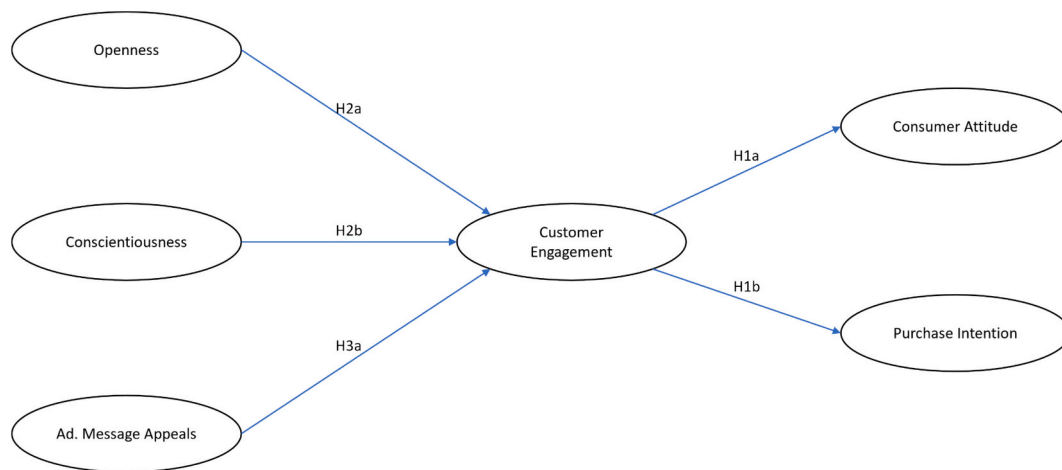 Openness
H2a
Consumer Attitude
H1a
Conscientiousness
H2b
Customer
Engagement
H1b
Purchase Intention
H3a
Ad. Message Appeals